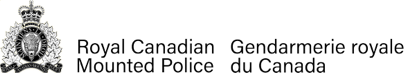 Royal Canadian
Mounted Police
Gendarmerie royale
du Canada